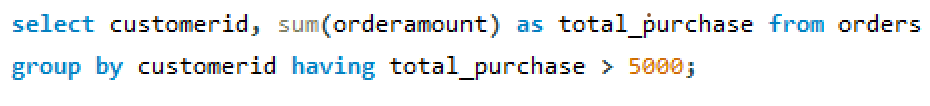 select customerid, sum(orderamount) as total_purchase from orders
group by customerid having total_purchase > 5000;